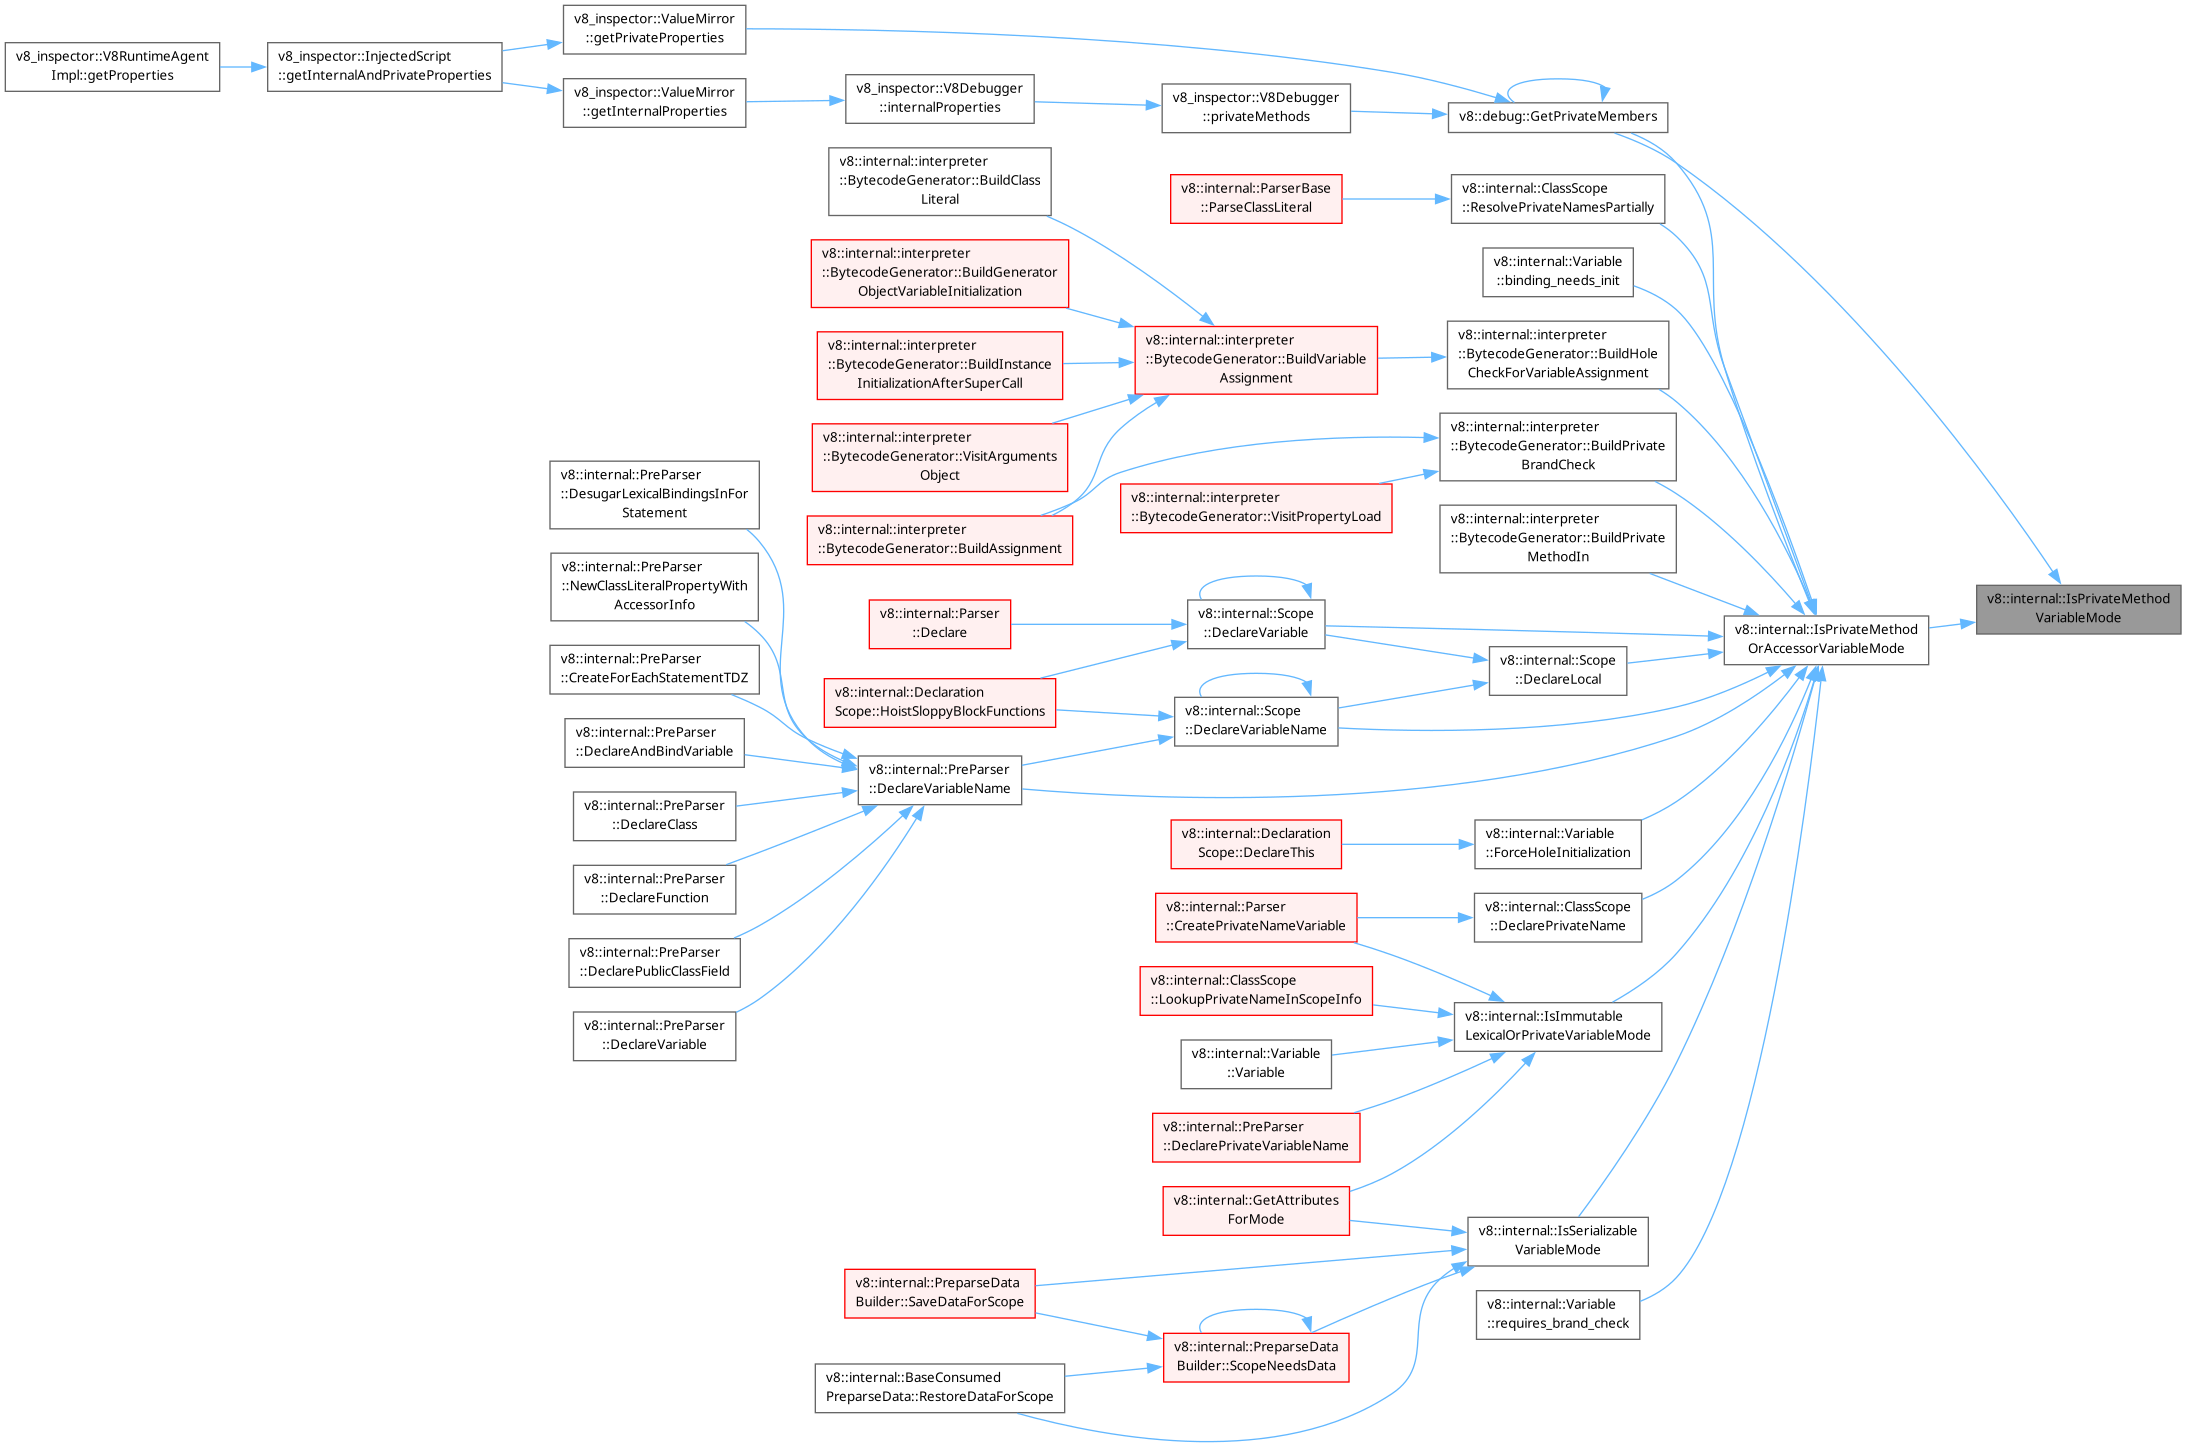 v8_inspector::V8RuntimeAgent
Impl::getProperties
v8_inspector::InjectedScript
::getInternalAndPrivateProperties
v8_inspector::ValueMirror
::getPrivateProperties
v8_inspector::ValueMirror
::getInternalProperties
v8_inspector::V8Debugger
::internalProperties
v8_inspector::V8Debugger
::privateMethods
v8::debug::GetPrivateMembers
v8::internal::interpreter
::BytecodeGenerator::BuildClass
Literal
v8::internal::ParserBase
::ParseClassLiteral
v8::internal::ClassScope
::ResolvePrivateNamesPartially
v8::internal::interpreter
::BytecodeGenerator::BuildGenerator
ObjectVariableInitialization
v8::internal::Variable
::binding_needs_init
v8::internal::interpreter
::BytecodeGenerator::BuildInstance
InitializationAfterSuperCall
v8::internal::interpreter
::BytecodeGenerator::BuildVariable
Assignment
v8::internal::interpreter
::BytecodeGenerator::BuildHole
CheckForVariableAssignment
v8::internal::interpreter
::BytecodeGenerator::VisitArguments
Object
v8::internal::interpreter
::BytecodeGenerator::BuildPrivate
BrandCheck
v8::internal::interpreter
::BytecodeGenerator::VisitPropertyLoad
v8::internal::interpreter
::BytecodeGenerator::BuildAssignment
v8::internal::interpreter
::BytecodeGenerator::BuildPrivate
MethodIn
v8::internal::PreParser
::DesugarLexicalBindingsInFor
Statement
v8::internal::PreParser
::NewClassLiteralPropertyWith
AccessorInfo
v8::internal::PreParser
::CreateForEachStatementTDZ
v8::internal::PreParser
::DeclareAndBindVariable
v8::internal::PreParser
::DeclareClass
v8::internal::PreParser
::DeclareFunction
v8::internal::PreParser
::DeclarePublicClassField
v8::internal::PreParser
::DeclareVariable
v8::internal::Parser
::Declare
v8::internal::Declaration
Scope::HoistSloppyBlockFunctions
v8::internal::PreParser
::DeclareVariableName
v8::internal::Scope
::DeclareVariable
v8::internal::Scope
::DeclareVariableName
v8::internal::Scope
::DeclareLocal
v8::internal::IsPrivateMethod
OrAccessorVariableMode
v8::internal::IsPrivateMethod
VariableMode
v8::internal::Declaration
Scope::DeclareThis
v8::internal::Variable
::ForceHoleInitialization
v8::internal::Parser
::CreatePrivateNameVariable
v8::internal::ClassScope
::DeclarePrivateName
v8::internal::ClassScope
::LookupPrivateNameInScopeInfo
v8::internal::IsImmutable
LexicalOrPrivateVariableMode
v8::internal::Variable
::Variable
v8::internal::PreParser
::DeclarePrivateVariableName
v8::internal::GetAttributes
ForMode
v8::internal::IsSerializable
VariableMode
v8::internal::PreparseData
Builder::SaveDataForScope
v8::internal::PreparseData
Builder::ScopeNeedsData
v8::internal::Variable
::requires_brand_check
v8::internal::BaseConsumed
PreparseData::RestoreDataForScope